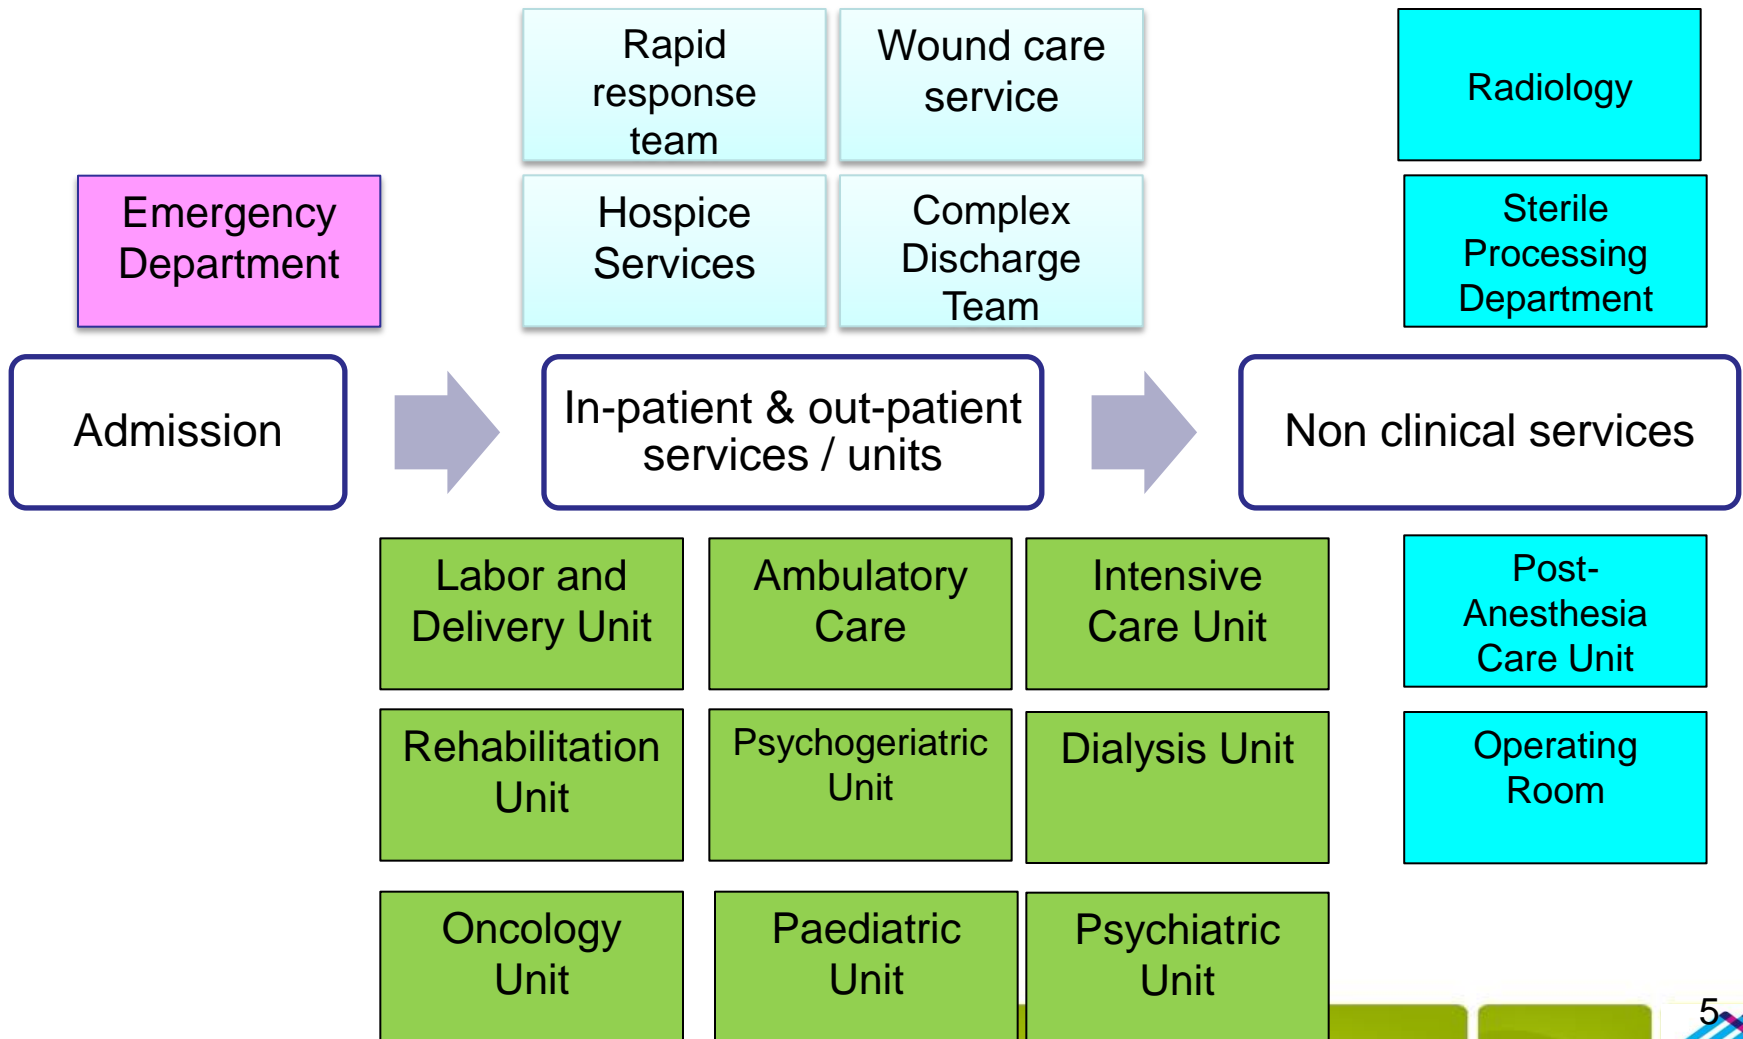 Rapid
response
team
Wound care
service
Radiology
Emergency
Department
Hospice
Services
Complex
Discharge
Team
Sterile
Processing
Department
Admission
In-patient & out-patient
services / units
Non clinical services
Labor and
Delivery Unit
Ambulatory
Care
Intensive
Care Unit
Post-
Anesthesia
Care Unit
Rehabilitation
Unit
Psychogeriatric
Unit
Dialysis Unit
Operating
Room
Oncology
Unit
Paediatric
Unit
Psychiatric
Unit
5